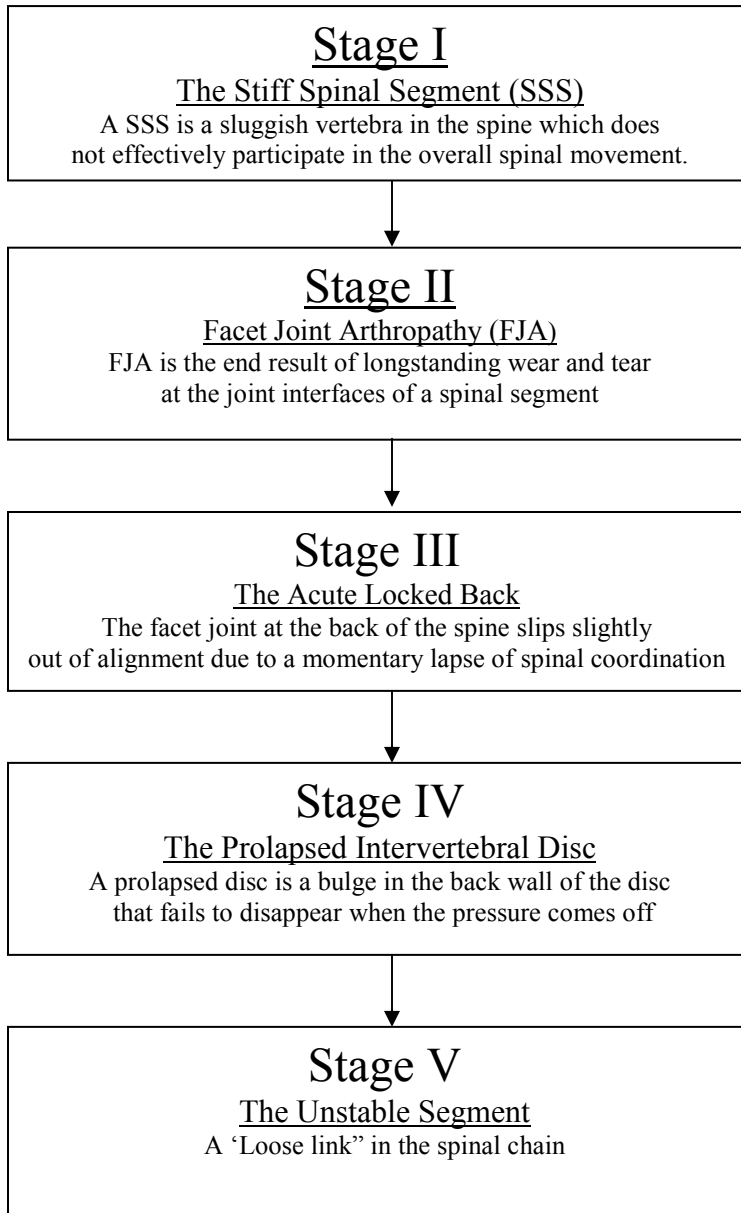 Stage I
The Stiff Spinal Segment (SSS)
A SSS is a sluggish vertebra in the spine which does
not effectively participate in the overall spinal movement.
Stage II
Facet Joint Arthropathy (FJA)
FJA is the end result of longstanding wear and tear
at the joint interfaces of a spinal segment
Stage III
The Acute Locked Back
The facet joint at the back of the spine slips slightly
out of alignment due to a momentary lapse of spinal coordination
Stage IV
The Prolapsed Intervertebral Disc
A prolapsed disc is a bulge in the back wall of the disc
that fails to disappear when the pressure comes off
Stage V
The Unstable Segment
A ‘Loose link” in the spinal chain